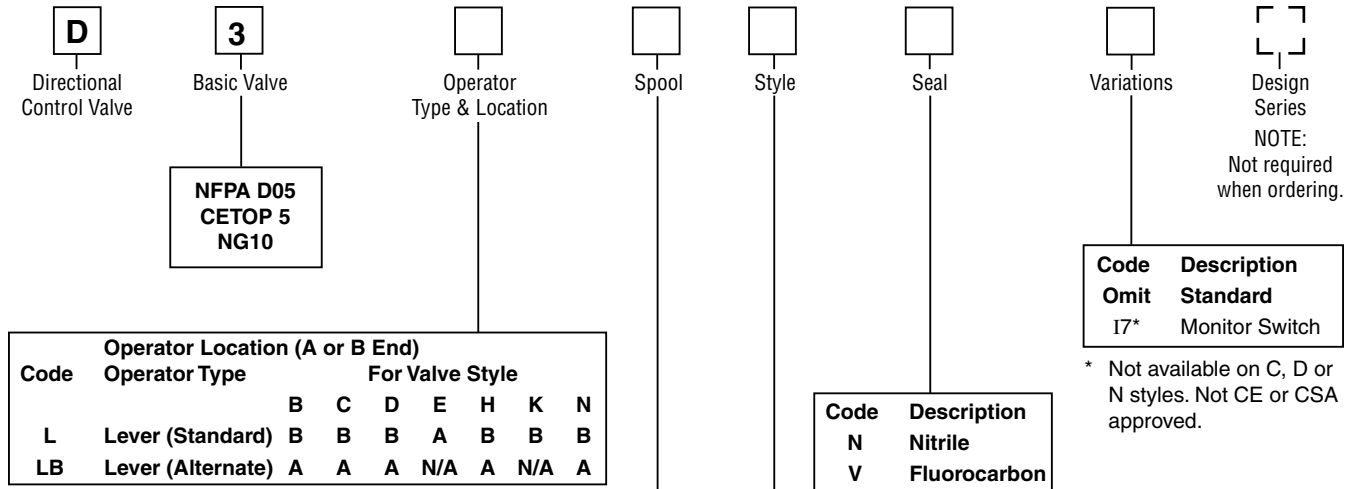 D 3
Directional
Control Valve
Basic Valve
Operator
Type & Location
Spool
Style
Seal
Variations
Design
Series
NOTE:
Not required
when ordering.
NFPA D05
CETOP 5
NG10
Code Description
Omit Standard
I7* Monitor Switch
* Not available on C, D or
N styles. Not CE or CSA
approved.
Operator Location (A or B End)
Code Operator Type For Valve Style
B C D E H K N
L Lever (Standard) B B B A B B B
LB Lever (Alternate) A A A N/A A N/A A
Code Description
N Nitrile
V Fluorocarbon